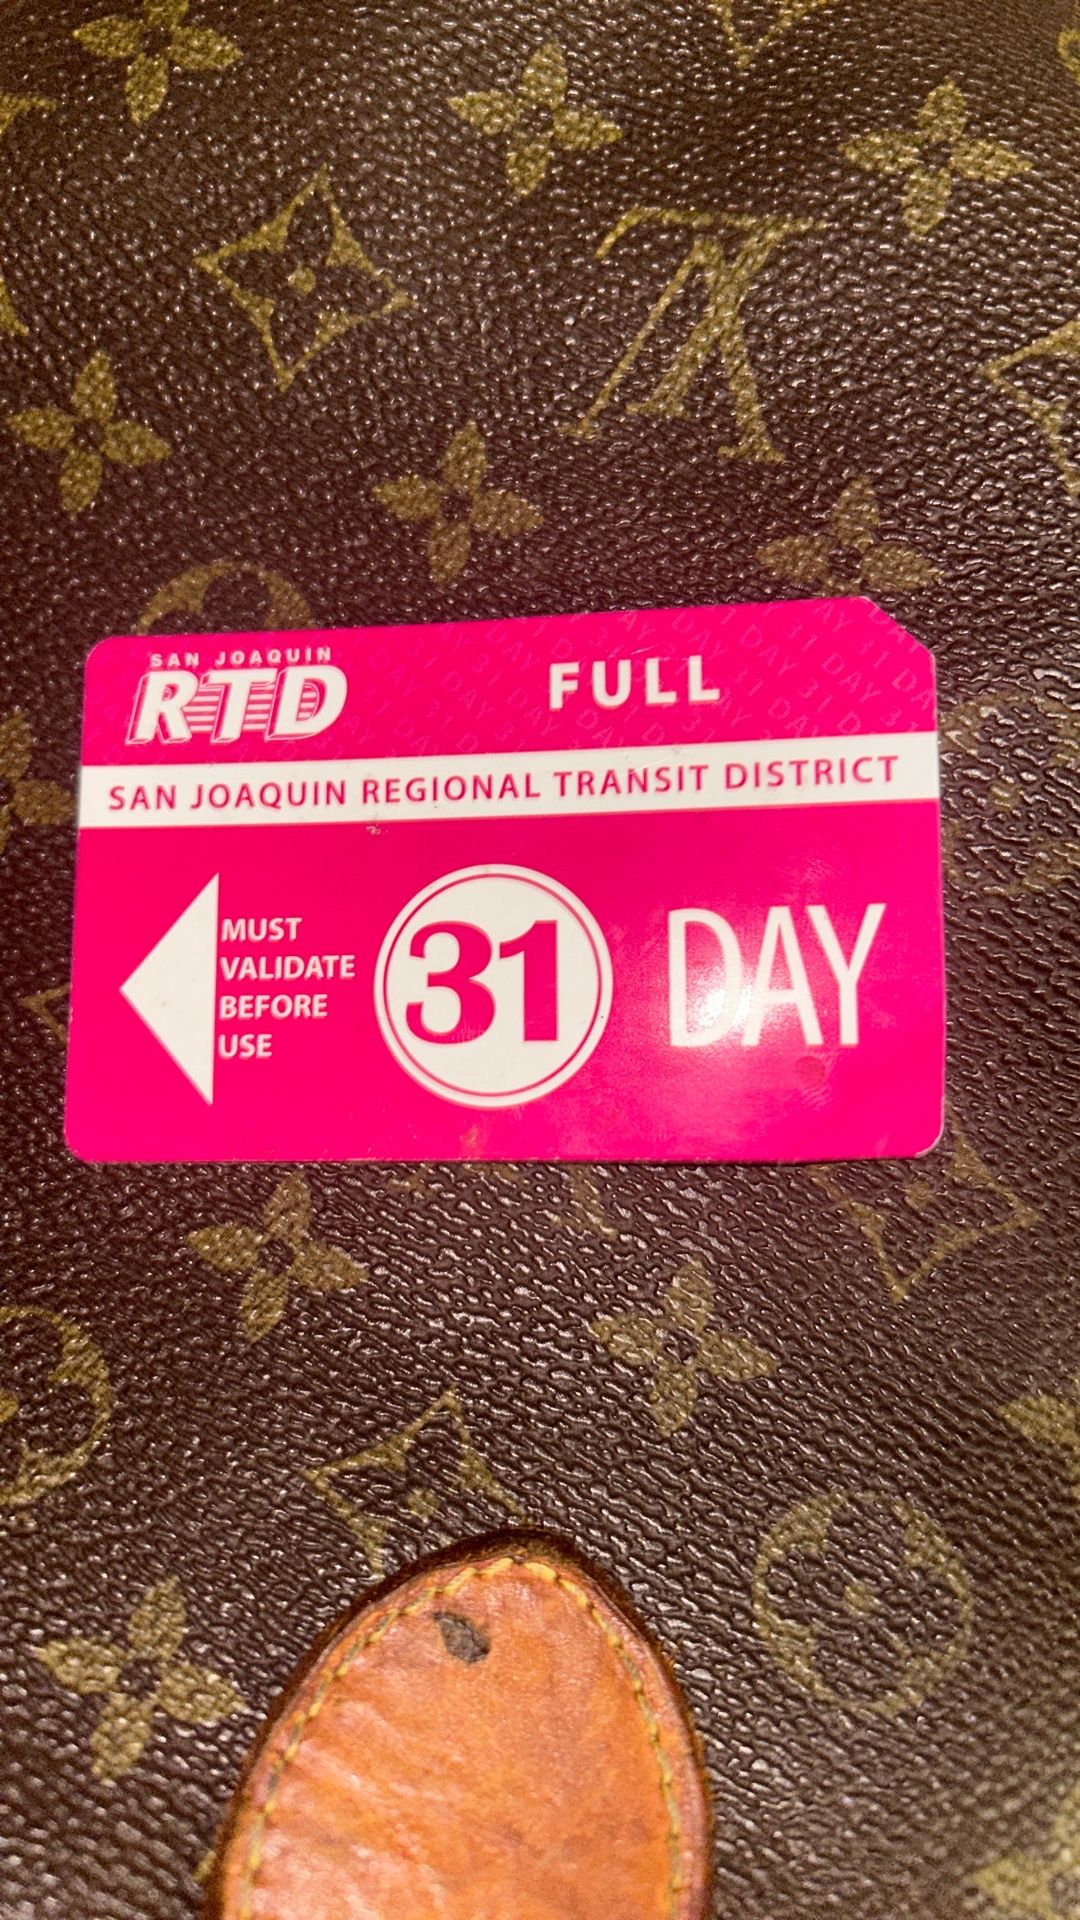 SAN JOAQUIN
RTD
FULL
SAN JOAQUIN REGIONAL TRANSIT DISTRICT
MUST
VALIDATE
BEFORE
USE
31
DAY